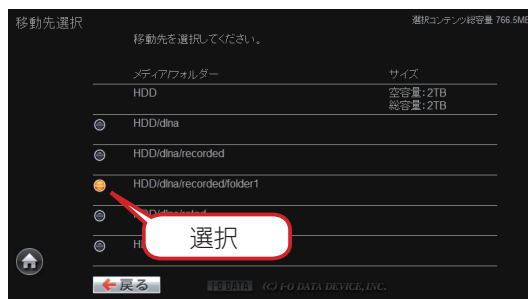 移動先選択
選択コンテンツ総容量 766.5MB
移動先を選択してください。
メディア/フォルダー サイズ
HDD 空容量:2TB
総容量:2TB
HDD/dlna
HDD/dlna/recorded
HDD/dlna/recorded/folder1
選択
戻る
I-O DATA (C) I-O DATA DEVICE, INC.